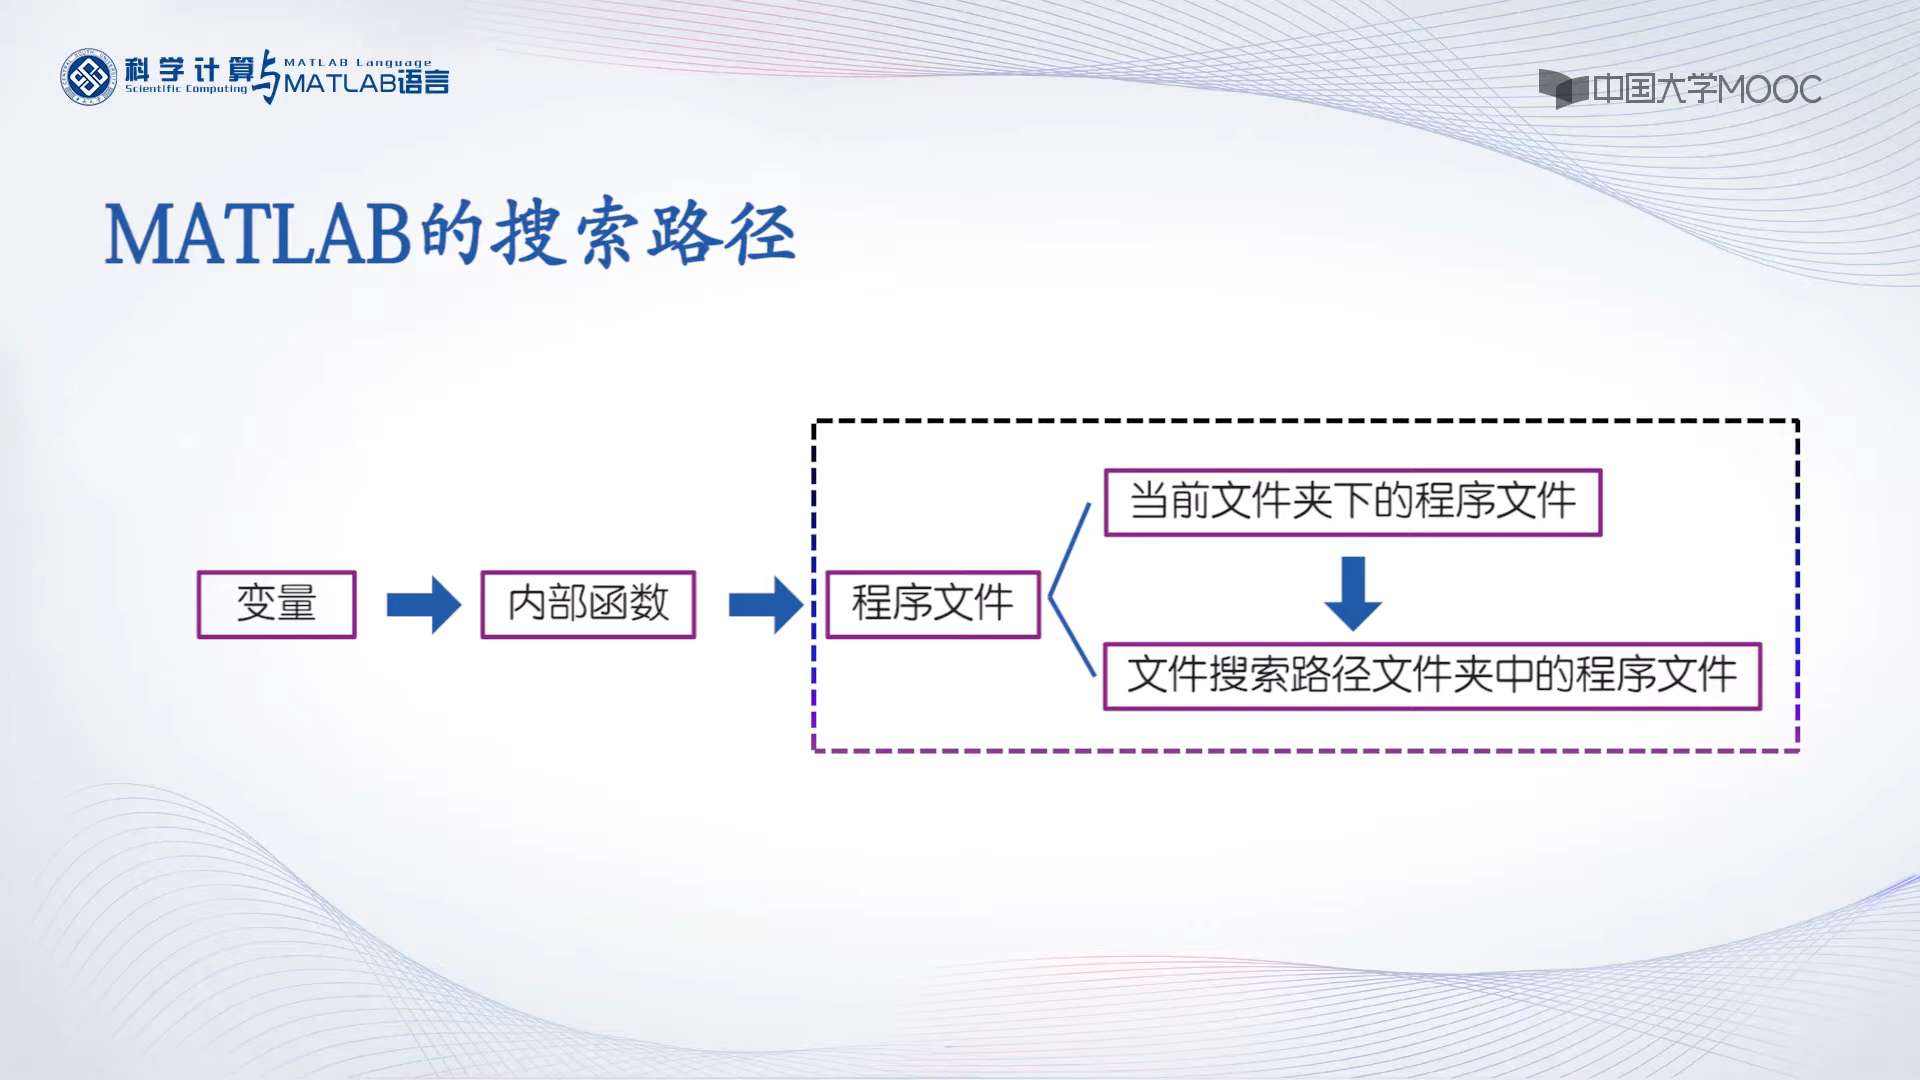 科学计算与MATLAB语言
Scientific Computing MATLAB Language
中国大学MOOC
MATLAB的搜索路径
变量
内部函数
程序文件
当前文件夹下的程序文件
文件搜索路径文件夹中的程序文件